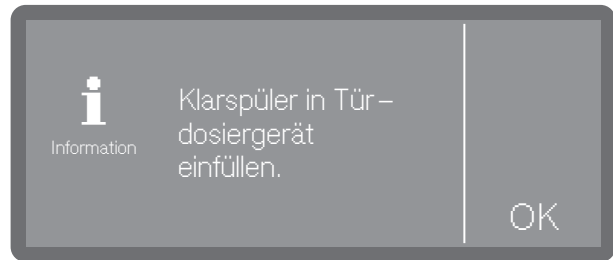 Information
Klarspüler in Tür–
dosiergerät
einfüllen.
OK